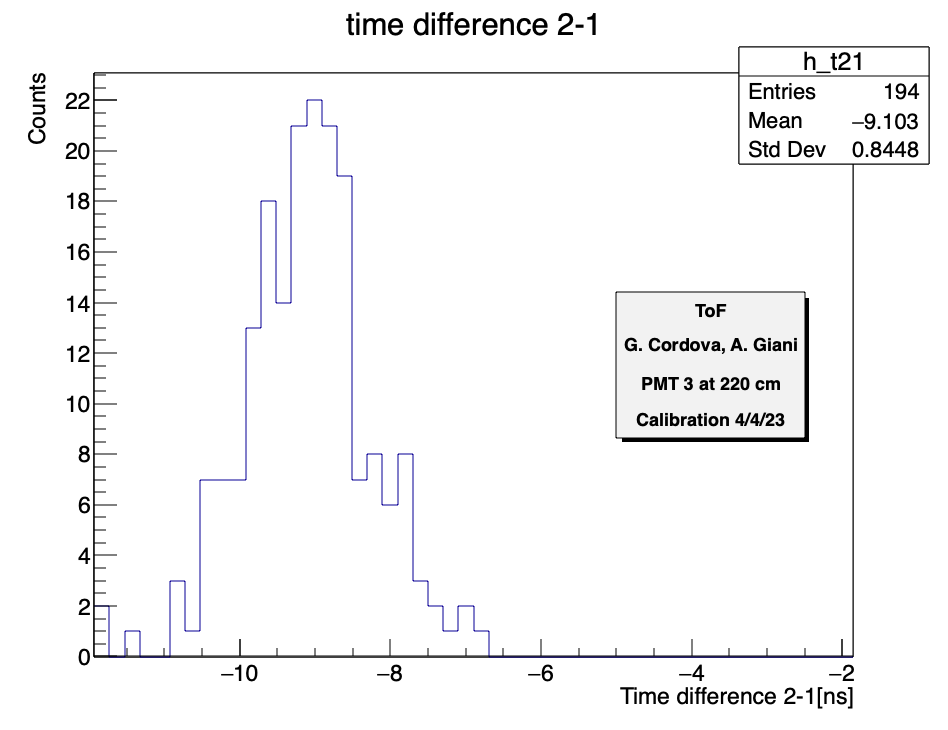 time difference 2-1
h_t21
Entries 194
Mean −9.103
Std Dev 0.8448
Counts
22
20
18
16
14
12
10
8
6
4
2
0
ToF
G. Cordova, A. Giani
PMT 3 at 220 cm
Calibration 4/4/23
−10 −8 −6 −4 −2
Time difference 2-1[ns]